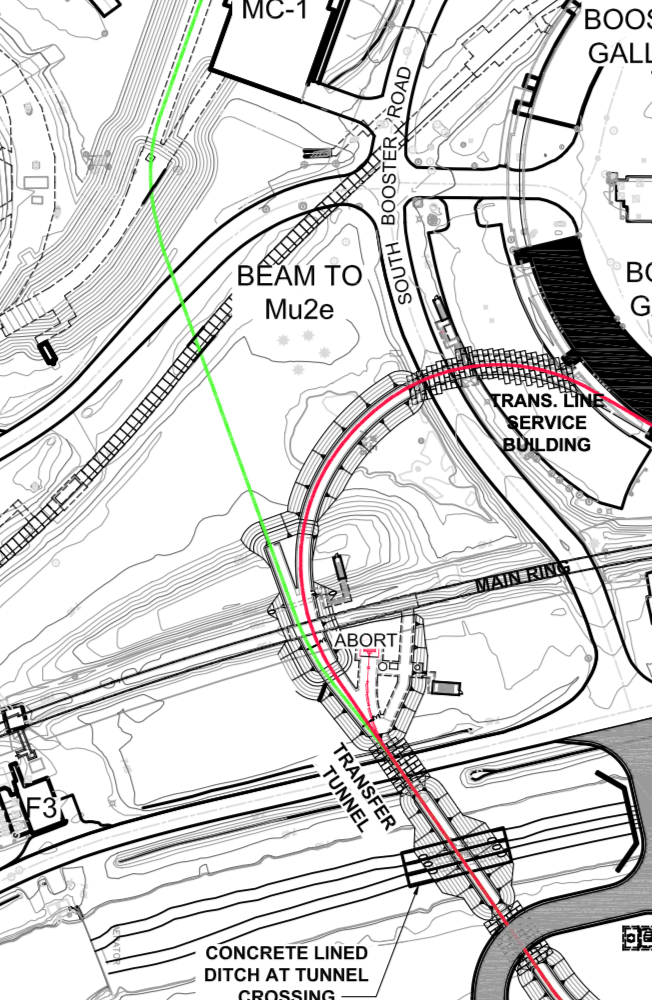 MC-1
BOOS
GALL
SOUTH BOOSTER ROAD
BEAM TO
Mu2e
BO
G
TRANS. LINE
SERVICE
BUILDING
MAIN RING
ABORT
TRANSFER
TUNNEL
F3
CONCRETE LINED
DITCH AT TUNNEL
CROSSING